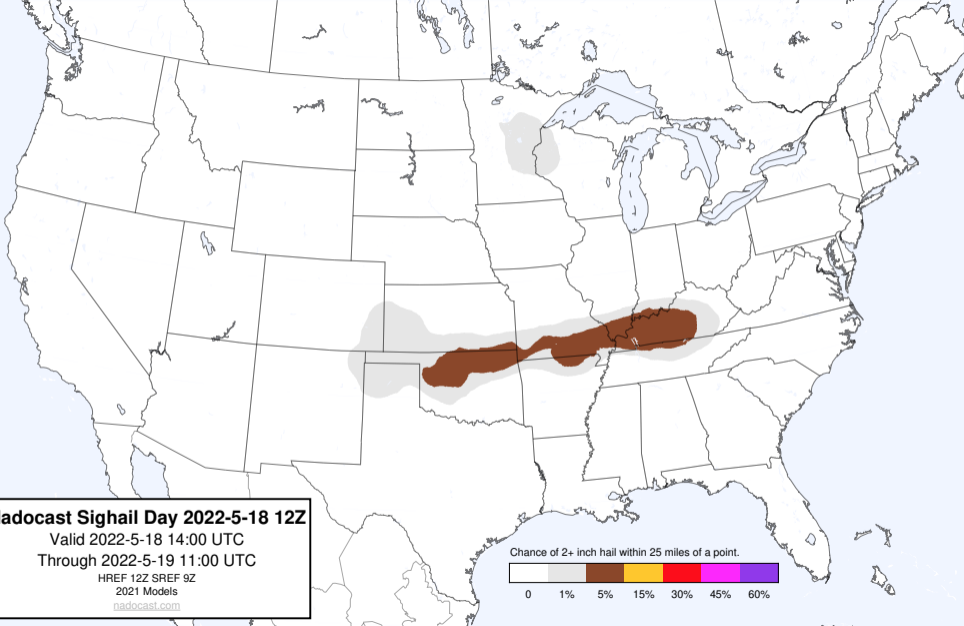 adocast Sighail Day 2022-5-18 12Z
Valid 2022-5-18 14:00 UTC
Through 2022-5-19 11:00 UTC
HREF 12Z SREF 9Z
2021 Models
nadocast.com
Chance of 2+ inch hail within 25 miles of a point.
0 1% 5% 15% 30% 45% 60%